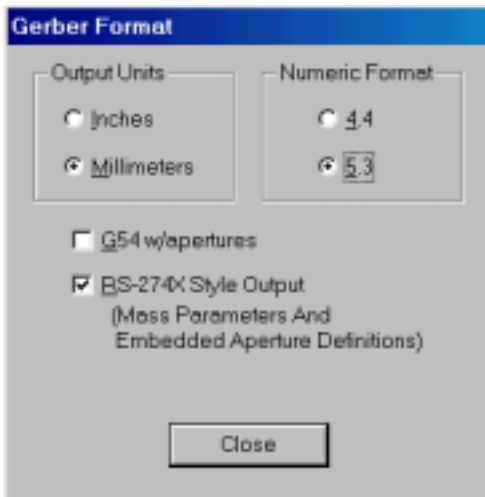 Gerber Format
Output Units
Inches
Millimeters
Numeric Format
4.4
5.3
G54 w/apertures
RS-274X Style Output
(Mass Parameters And
Embedded Aperture Definitions)
Close